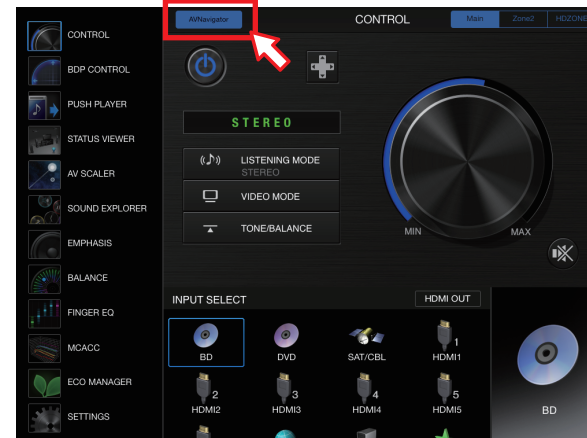 AVNavigator
CONTROL
Main
Zone2
HDZONE
CONTROL
BDP CONTROL
PUSH PLAYER
STATUS VIEWER
AV SCALER
SOUND EXPLORER
EMPHASIS
BALANCE
FINGER EQ
MCACC
ECO MANAGER
SETTINGS
STEREO
LISTENING MODE
STEREO
VIDEO MODE
TONE/BALANCE
MIN
MAX
INPUT SELECT
HDMI OUT
BD
DVD
SAT/CBL
1
HDMI1
2
HDMI2
3
HDMI3
4
HDMI4
5
HDMI5
BD